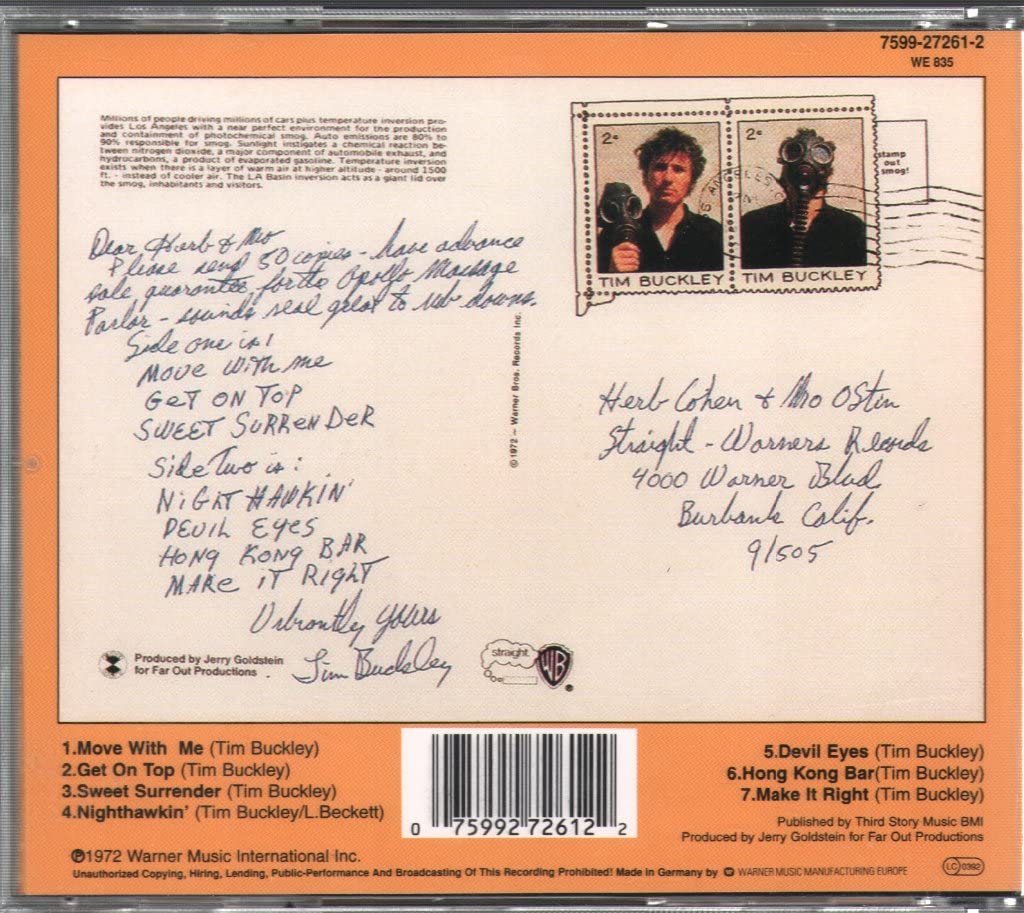 7599-27261-2
WE 835
Millions of people driving millions of cars plus temperature inversion pro-
vides Los Angeles with a near perfect environment for the production
and containment of photochemical smog. Auto emissions are 80% to
90% responsible for smog. Sunlight instigates a chemical reaction be-
tween nitrogen dioxide, a major component of automobile exhaust, and
hydrocarbons, a product of evaporated gasoline. Temperature inversion
exists when there is a layer of warm air at higher altitude - around 1500
ft. - instead of cooler air. The LA Basin inversion acts as a giant lid over
the smog, inhabitants and visitors.
2¢
2¢
TIM BUCKLEY
TIM BUCKLEY
stamp
out
smog!
Dear Herb & Mo
Please send 50 copies - have advance
sale guarantee for the Apollo Massage
Parlor - sounds real great to rub downs.
Side one is!
MOVE WITH me
GET ON TOP
SWEET SURRENDER
Side Two is:
NIGHT HAWKIN'
DEVIL EYES
HONG KONG BAR
MAKE IT RIGHT
Vibrantly yours
Tim Buckley
℗1972 - Warner Bros. Records Inc.
Herb Cohen & Mo OStin
Straight - Warners Records
4000 Warner Blvd
Burbank Calif.
91505
Produced by Jerry Goldstein
for Far Out Productions
straight.
WB
®
1.Move With Me (Tim Buckley)
2.Get On Top (Tim Buckley)
3.Sweet Surrender (Tim Buckley)
4.Nighthawkin' (Tim Buckley/L.Beckett)
0 75992 72612 2
5.Devil Eyes (Tim Buckley)
6.Hong Kong Bar(Tim Buckley)
7.Make It Right (Tim Buckley)
Published by Third Story Music BMI
Produced by Jerry Goldstein for Far Out Productions
℗1972 Warner Music International Inc.
Unauthorized Copying, Hiring, Lending, Public-Performance And Broadcasting Of This Recording Prohibited! Made in Germany by WARNER MUSIC MANUFACTURING EUROPE
LC 0392